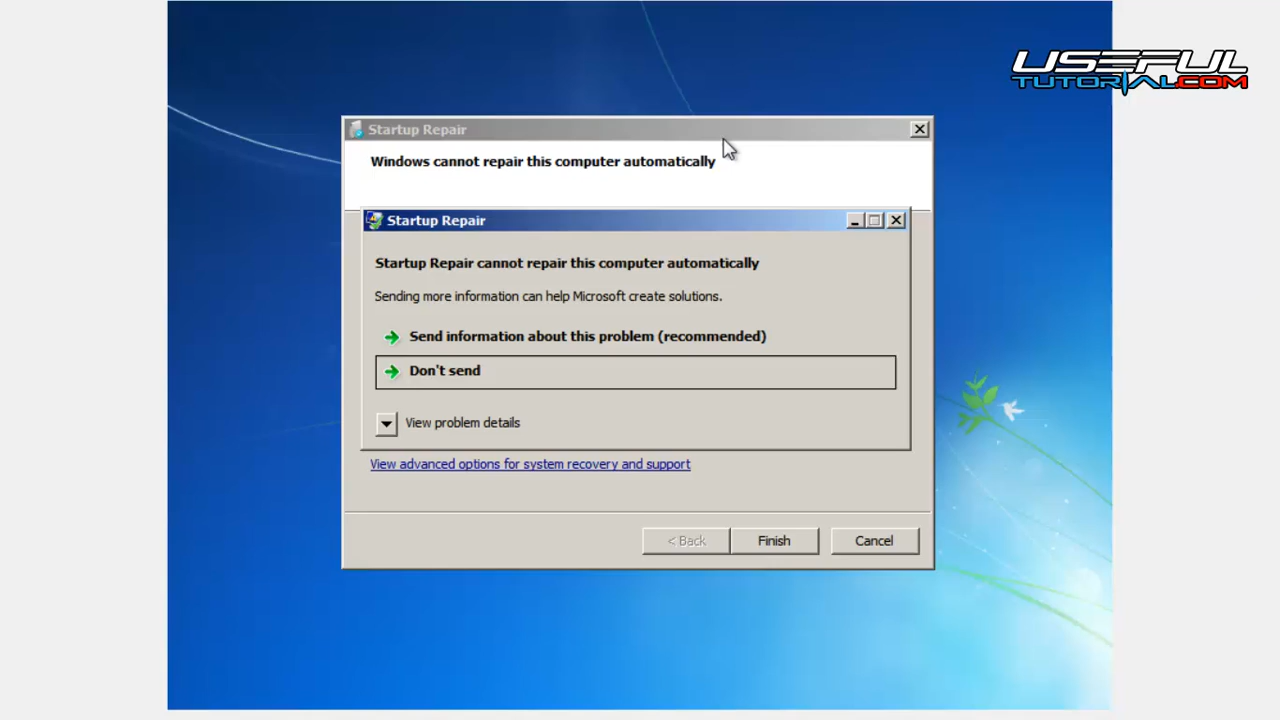 USEFUL
TUTORIAL.COM
Startup Repair
Windows cannot repair this computer automatically
Startup Repair
Startup Repair cannot repair this computer automatically
Sending more information can help Microsoft create solutions.
Send information about this problem (recommended)
Don't send
View problem details
View advanced options for system recovery and support
< Back
Finish
Cancel